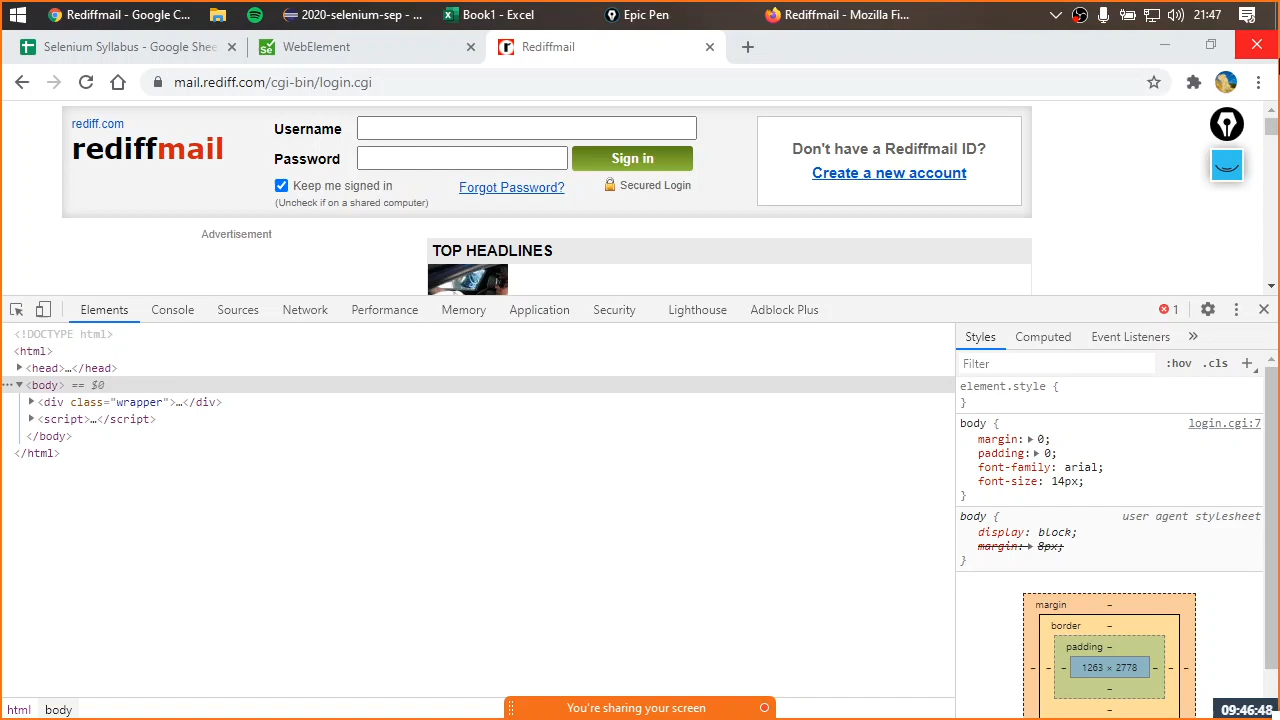 Rediffmail - Google C...
2020-selenium-sep - ...
Book1 - Excel
Epic Pen
Rediffmail - Mozilla Fi...
21:47
Selenium Syllabus - Google Shee
WebElement
Rediffmail
mail.rediff.com/cgi-bin/login.cgi
rediff.com
rediffmail
Username
Password
Sign in
Keep me signed in
(Uncheck if on a shared computer)
Forgot Password?
Secured Login
Don't have a Rediffmail ID?
Create a new account
Advertisement
TOP HEADLINES
Elements Console Sources Network Performance Memory Application Security Lighthouse Adblock Plus 1
<!DOCTYPE html>
<html>
<head>…</head>
<body> == $0
<div class="wrapper">…</div>
<script>…</script>
</body>
</html>
html body
Styles Computed Event Listeners
Filter :hov .cls
element.style {
}
body { login.cgi:7
margin: 0;
padding: 0;
font-family: arial;
font-size: 14px;
}
body { user agent stylesheet
display: block;
margin: 8px;
}
margin –
border –
padding –
– – – 1263 × 2778 – – –
–
–
You're sharing your screen
09:46:48